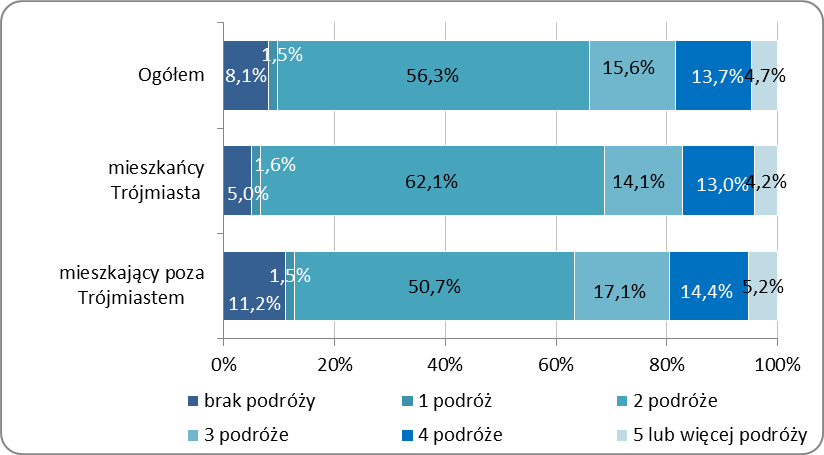 Ogółem
8,1% 1,5% 56,3% 15,6% 13,7% 4,7%
mieszkańcy
Trójmiasta
5,0% 1,6% 62,1% 14,1% 13,0% 4,2%
mieszkający poza
Trójmiastem
11,2% 1,5% 50,7% 17,1% 14,4% 5,2%
0% 20% 40% 60% 80% 100%
brak podróży 1 podróż 2 podróże
3 podróże 4 podróże 5 lub więcej podróży